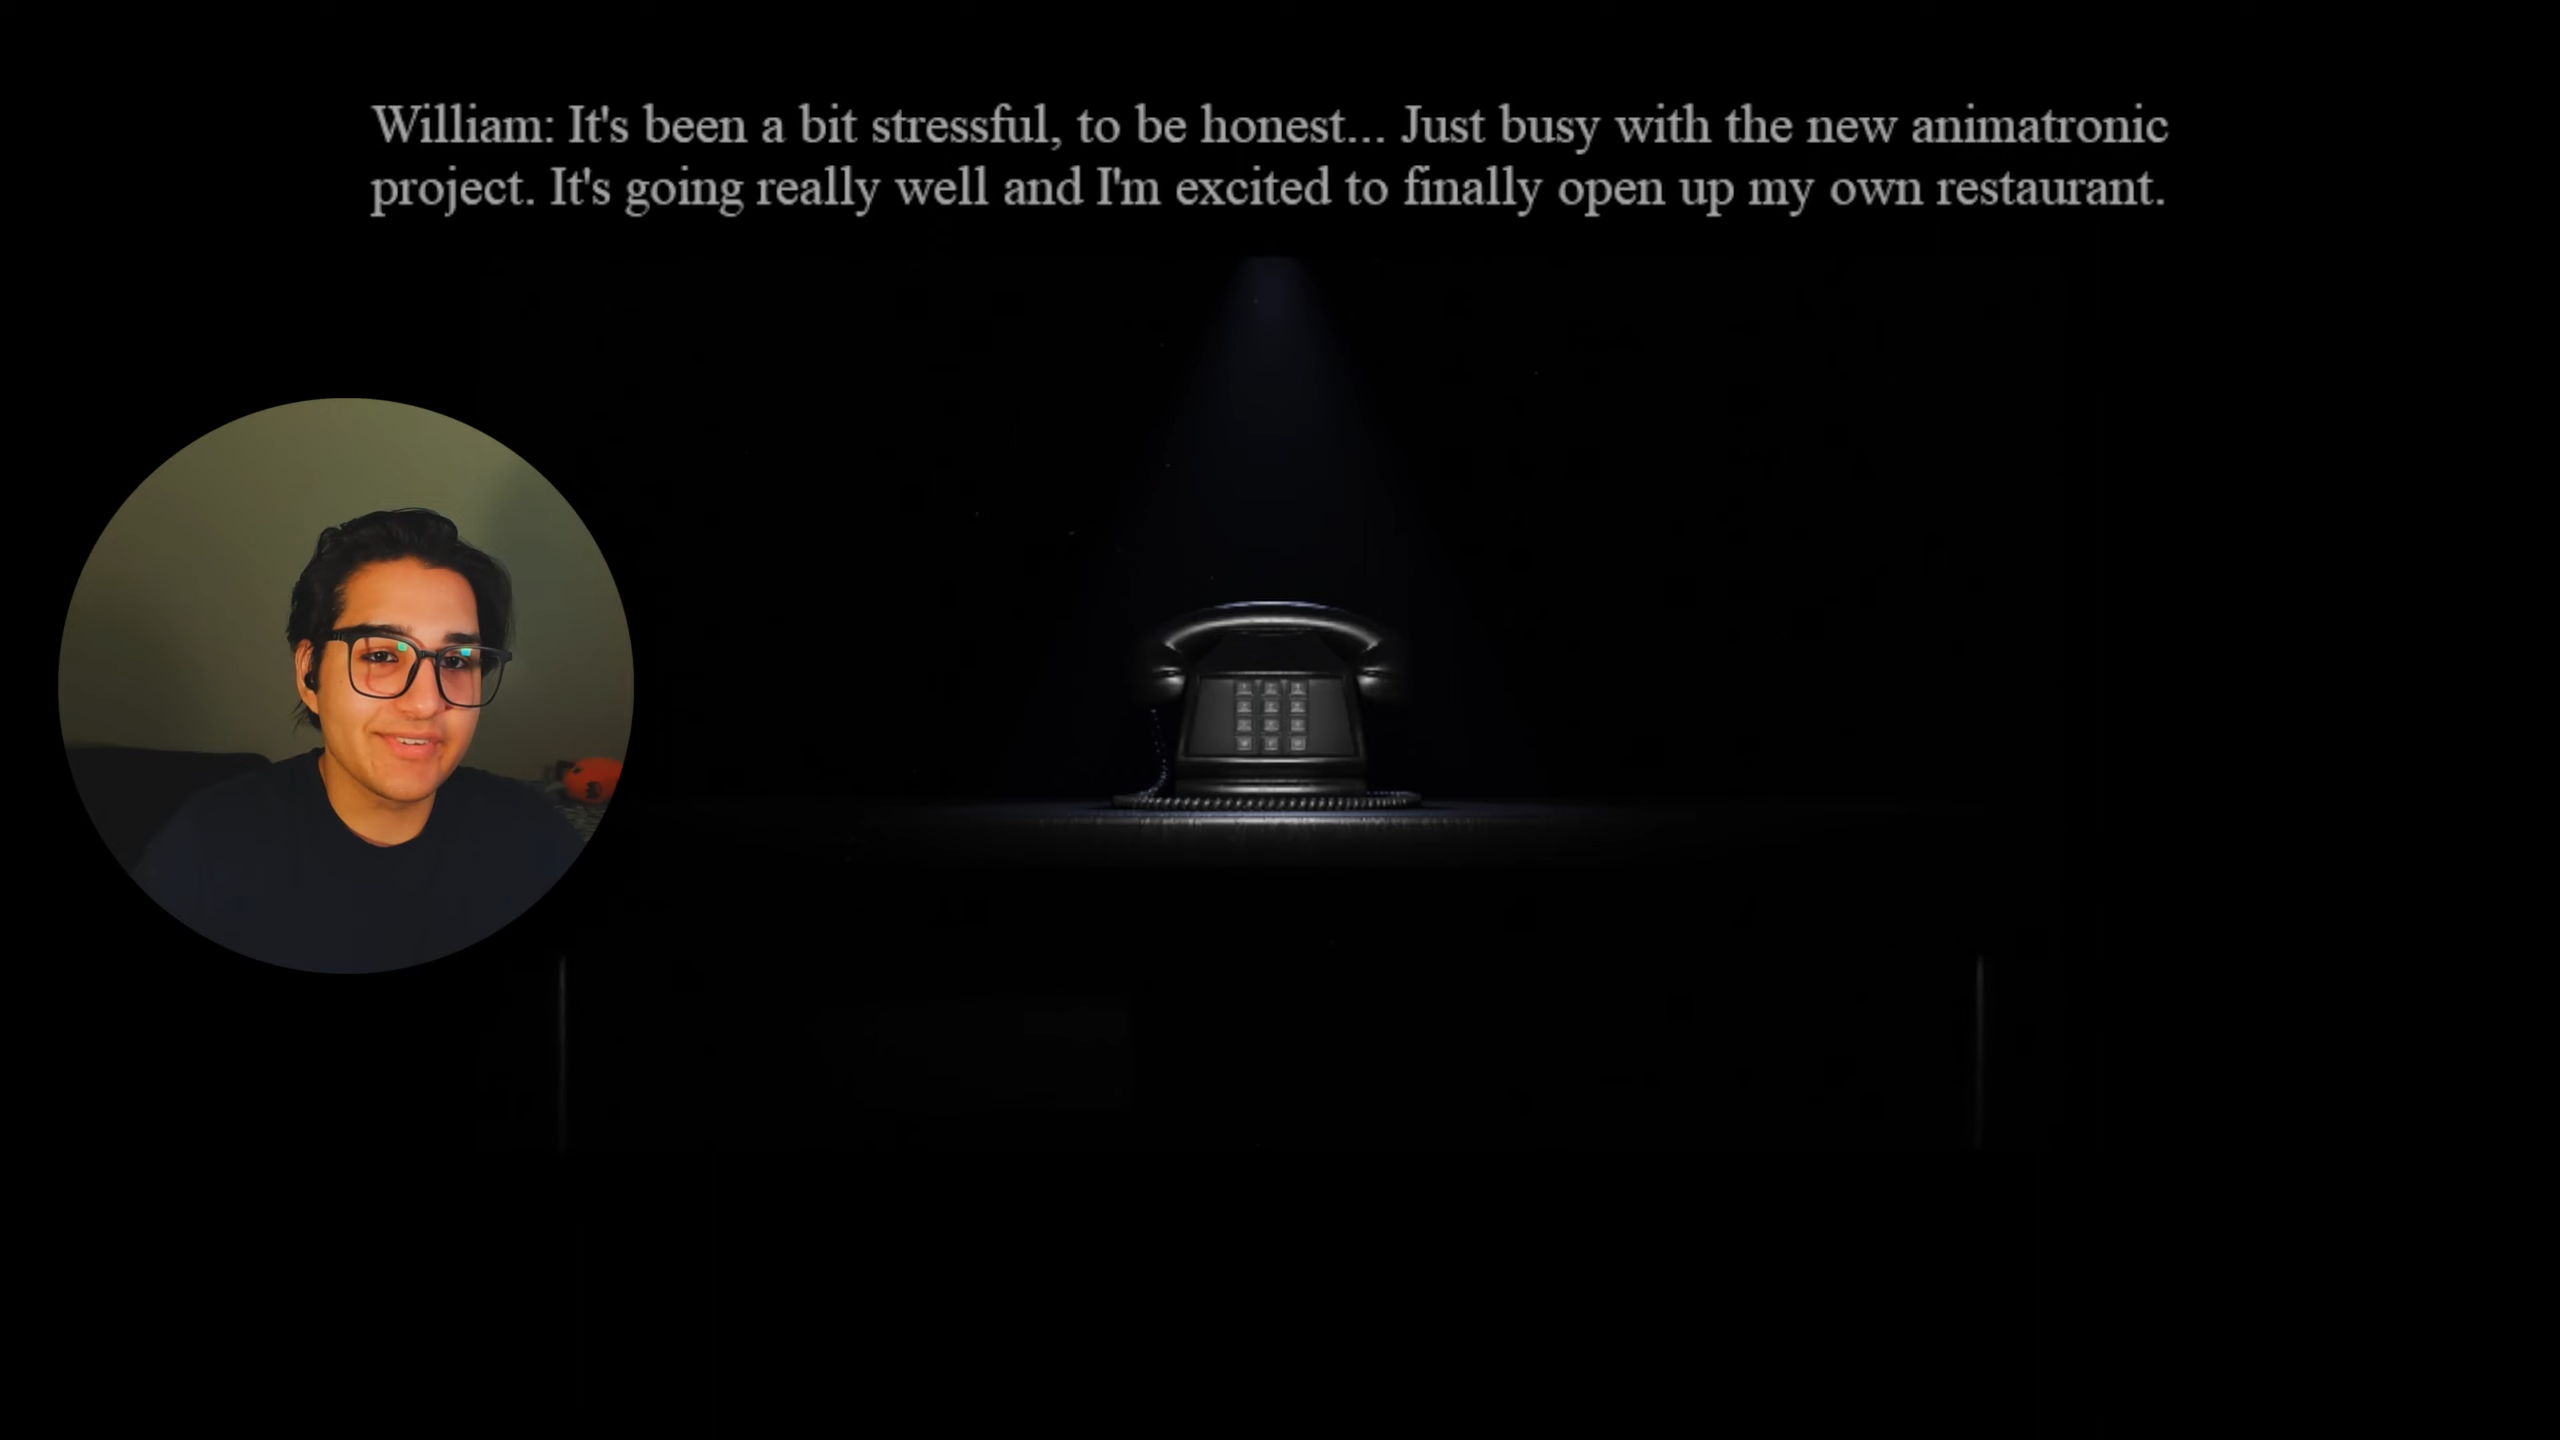 William: It's been a bit stressful, to be honest... Just busy with the new animatronic
project. It's going really well and I'm excited to finally open up my own restaurant.